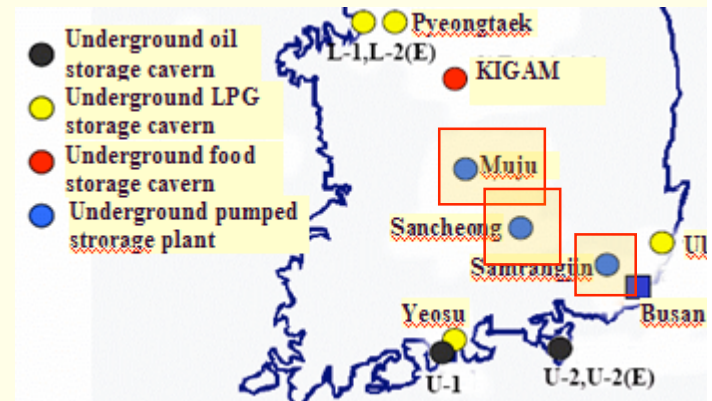 Underground oil
storage cavern
Underground LPG
storage cavern
Underground food
storage cavern
Underground pumped
strorage plant
Pyeongtaek
L-1,L-2(E)
KIGAM
Muju
Sancheong
Samrangjin
Ul
Busan
Yeosu
U-1
U-2,U-2(E)